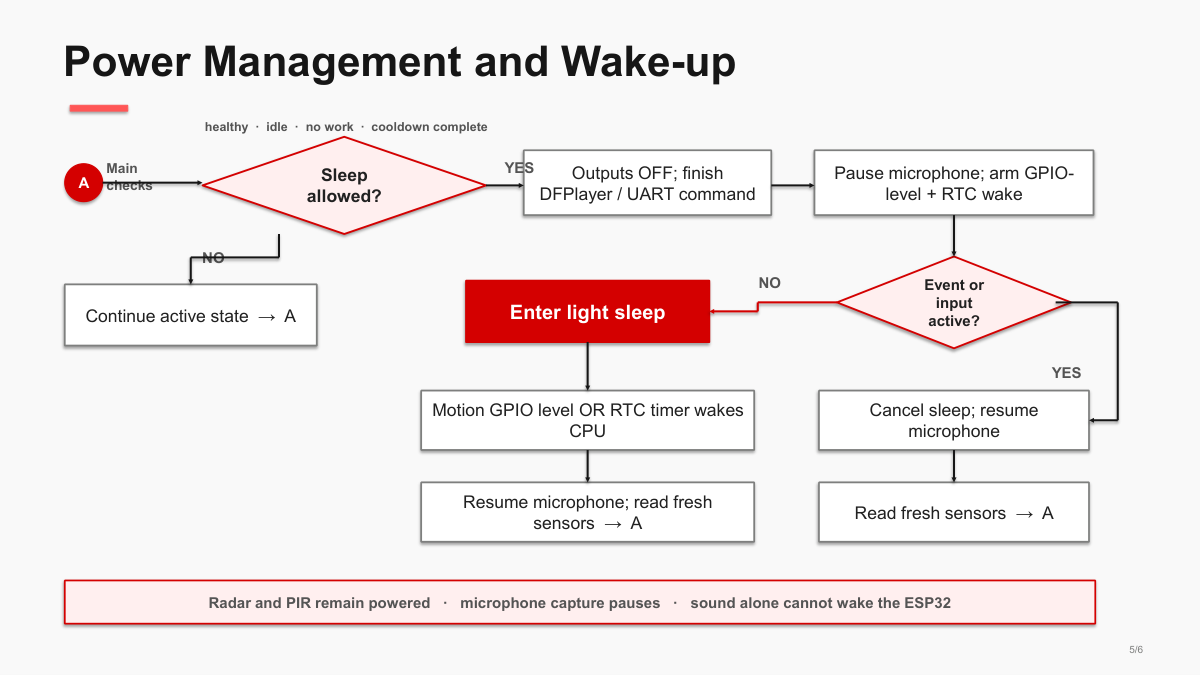 Power Management and Wake-up
healthy · idle · no work · cooldown complete
A
Main
checks
Sleep
allowed?
YES
Outputs OFF; finish
DFPlayer / UART command
Pause microphone; arm GPIO-
level + RTC wake
NO
Continue active state → A
Enter light sleep
NO
Event or
input
active?
YES
Motion GPIO level OR RTC timer wakes
CPU
Cancel sleep; resume
microphone
Resume microphone; read fresh
sensors → A
Read fresh sensors → A
Radar and PIR remain powered · microphone capture pauses · sound alone cannot wake the ESP32
5/6